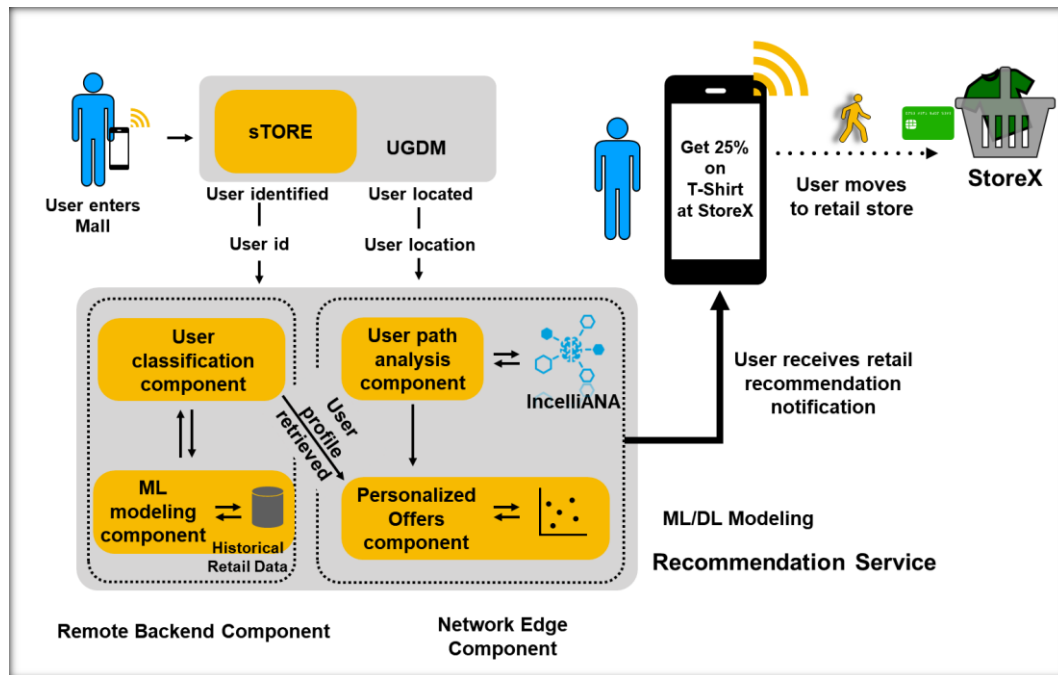 User enters
Mall
sTORE
UGDM
User identified
User located
User id
User location
User
classification
component
User path
analysis
component
IncelliANA
User
profile
retrieved
ML
modeling
component
Historical
Retail Data
Personalized
Offers
component
Remote Backend Component
Network Edge
Component
Get 25%
on
T-Shirt
at StoreX
User moves
to retail store
StoreX
User receives retail
recommendation
notification
ML/DL Modeling
Recommendation Service